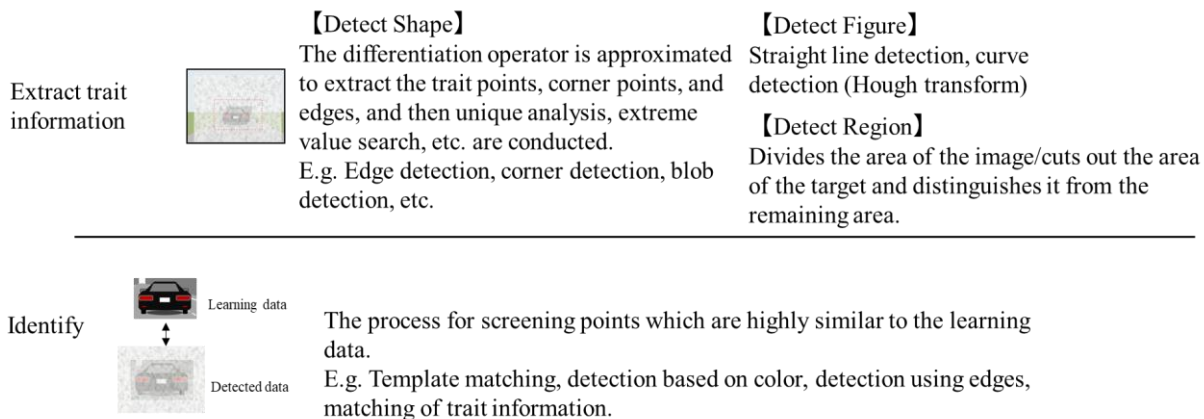 Extract trait
information
【Detect Shape】
The differentiation operator is approximated
to extract the trait points, corner points, and
edges, and then unique analysis, extreme
value search, etc. are conducted.
E.g. Edge detection, corner detection, blob
detection, etc.
【Detect Figure】
Straight line detection, curve
detection (Hough transform)
【Detect Region】
Divides the area of the image/cuts out the area
of the target and distinguishes it from the
remaining area.
Identify
Learning data
Detected data
The process for screening points which are highly similar to the learning
data.
E.g. Template matching, detection based on color, detection using edges,
matching of trait information.